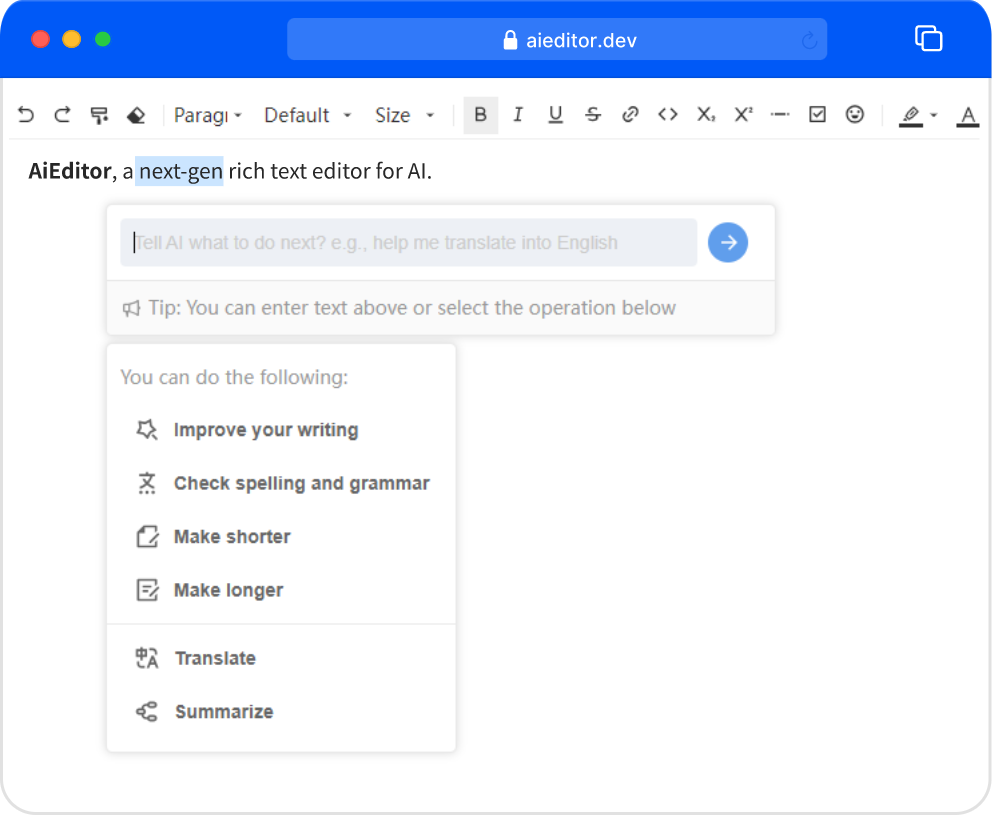 aieditor.dev
Paragı Default Size B I U S <> X₂ X² A
AiEditor, a next-gen rich text editor for AI.
Tell AI what to do next? e.g., help me translate into English
Tip: You can enter text above or select the operation below
You can do the following:
Improve your writing
Check spelling and grammar
Make shorter
Make longer
Translate
Summarize